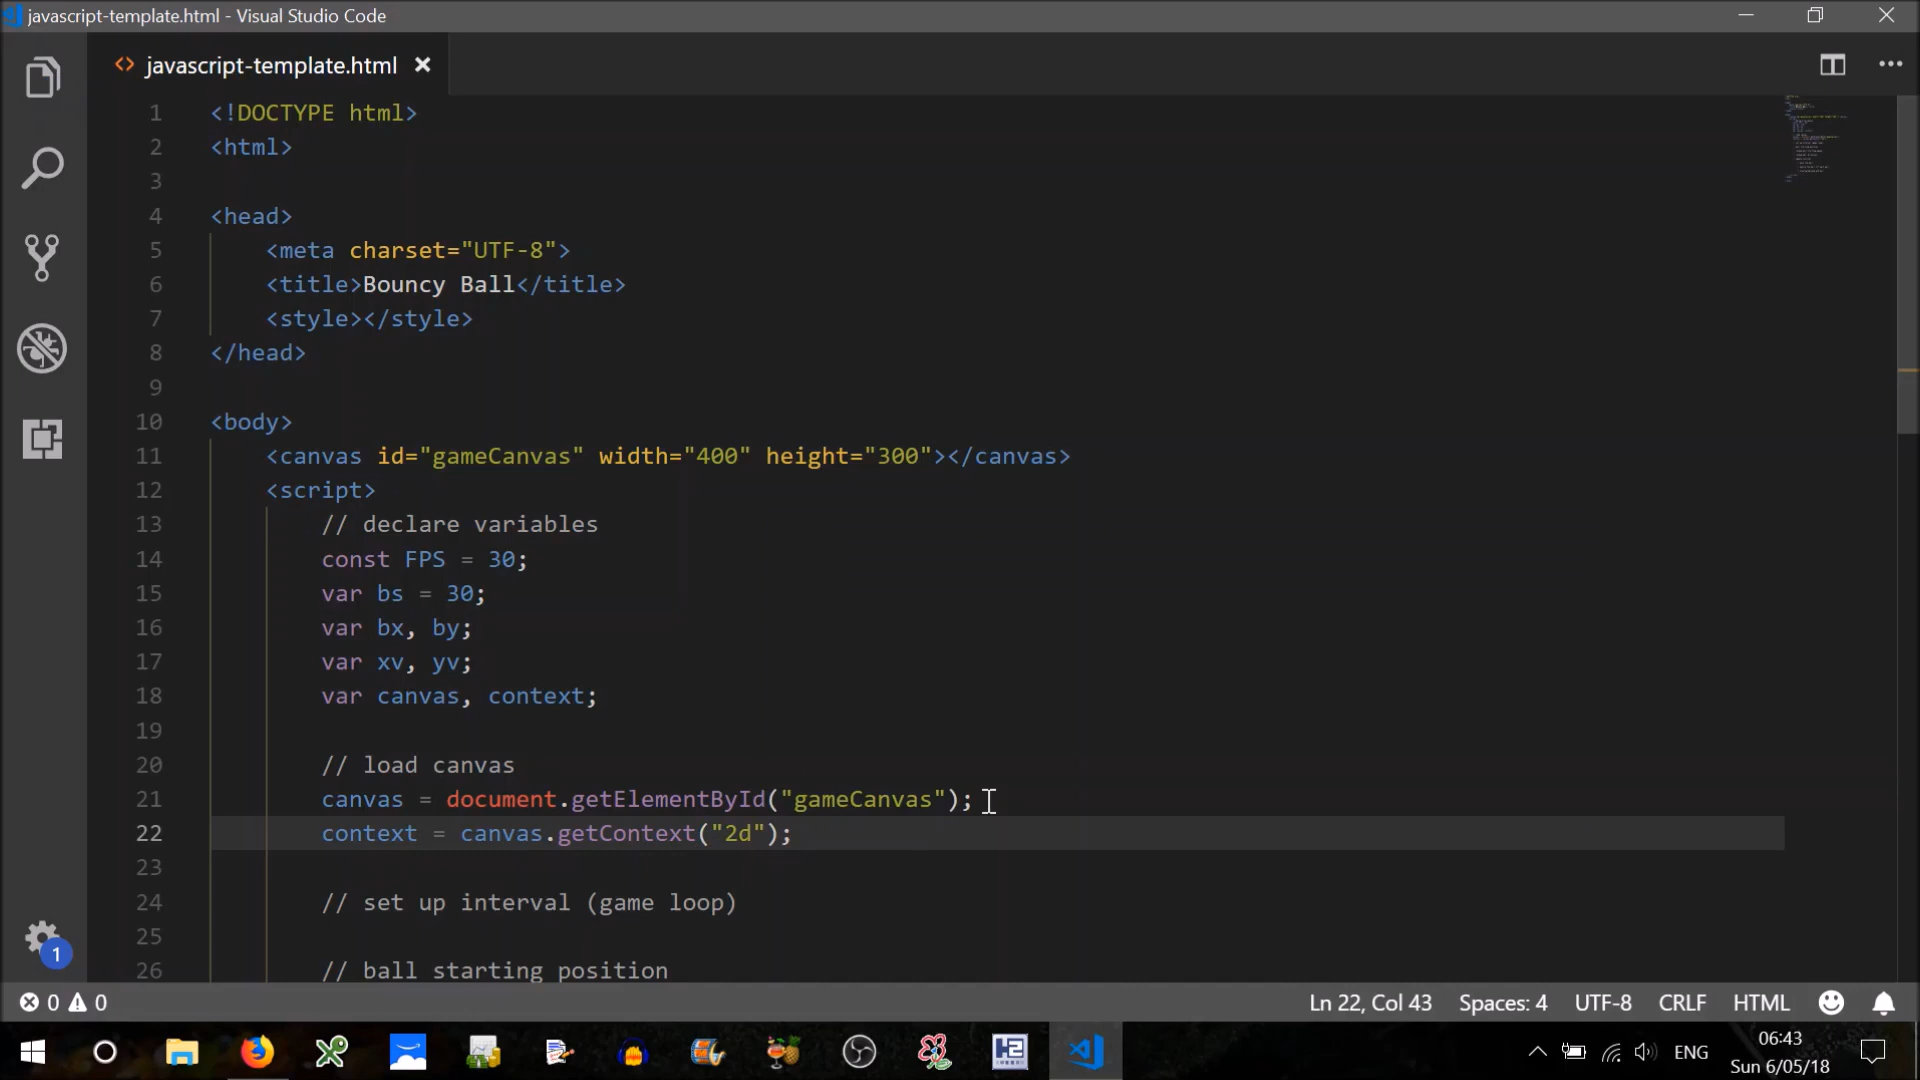 javascript-template.html - Visual Studio Code
javascript-template.html
1 <!DOCTYPE html>
2 <html>
3
4 <head>
5 <meta charset="UTF-8">
6 <title>Bouncy Ball</title>
7 <style></style>
8 </head>
9
10 <body>
11 <canvas id="gameCanvas" width="400" height="300"></canvas>
12 <script>
13 // declare variables
14 const FPS = 30;
15 var bs = 30;
16 var bx, by;
17 var xv, yv;
18 var canvas, context;
19
20 // load canvas
21 canvas = document.getElementById("gameCanvas");
22 context = canvas.getContext("2d");
23
24 // set up interval (game loop)
25
26 // ball starting position
1
0 0 Ln 22, Col 43 Spaces: 4 UTF-8 CRLF HTML
ENG
06:43
Sun 6/05/18